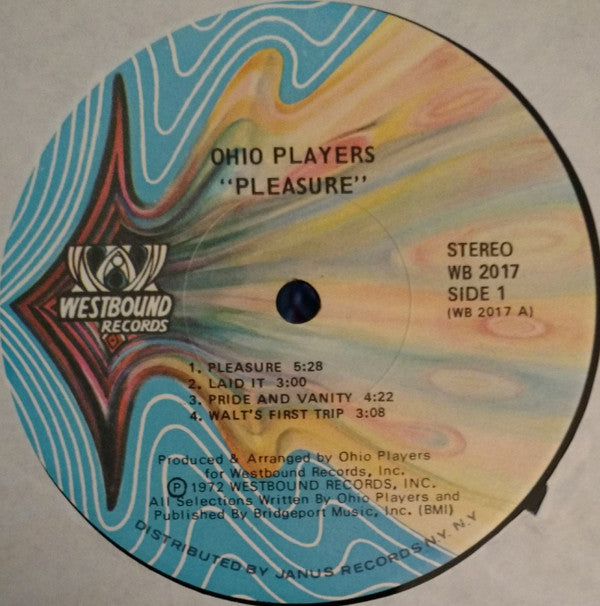 OHIO PLAYERS
"PLEASURE"
WESTBOUND
RECORDS
STEREO
WB 2017
SIDE 1
(WB 2017 A)
1. PLEASURE 5:28
2. LAID IT 3:00
3. PRIDE AND VANITY 4:22
4. WALT'S FIRST TRIP 3:08
Produced & Arranged by Ohio Players
for Westbound Records, Inc.
Ⓟ 1972 WESTBOUND RECORDS, INC.
All Selections Written By Ohio Players and
Published By Bridgeport Music, Inc. (BMI)
DISTRIBUTED BY JANUS RECORDS N.Y. N.Y